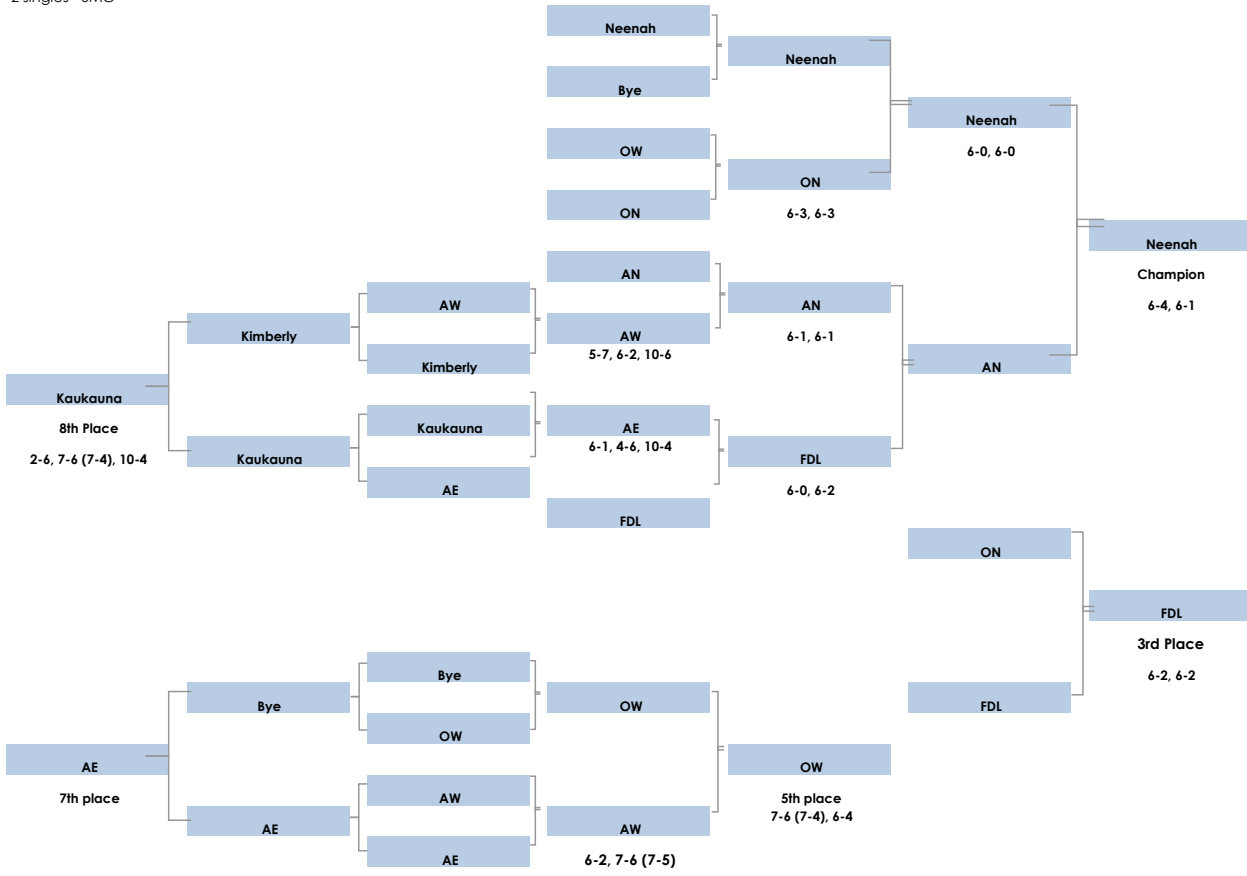 Neenah
Neenah
Bye
Neenah
6-0, 6-0
OW
ON
6-3, 6-3
ON
Neenah
Champion
6-4, 6-1
AN
AW
AN
6-1, 6-1
Kimberly
AW
5-7, 6-2, 10-6
Kimberly
AN
Kaukauna
8th Place
2-6, 7-6 (7-4), 10-4
Kaukauna
AE
6-1, 4-6, 10-4
Kaukauna
FDL
6-0, 6-2
AE
FDL
ON
FDL
3rd Place
6-2, 6-2
Bye
Bye
OW
FDL
OW
AE
7th place
OW
5th place
7-6 (7-4), 6-4
AW
AE
AW
6-2, 7-6 (7-5)
AE